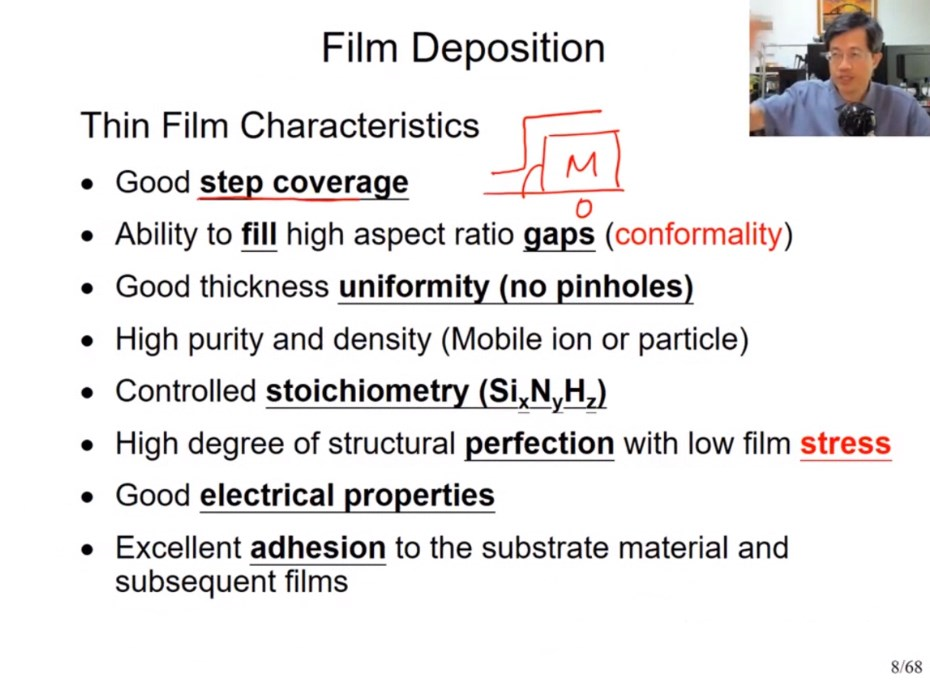 Film Deposition
Thin Film Characteristics
• Good step coverage
M
O
• Ability to fill high aspect ratio gaps (conformality)
• Good thickness uniformity (no pinholes)
• High purity and density (Mobile ion or particle)
• Controlled stoichiometry (SixNyHz)
• High degree of structural perfection with low film stress
• Good electrical properties
• Excellent adhesion to the substrate material and
subsequent films
8/68